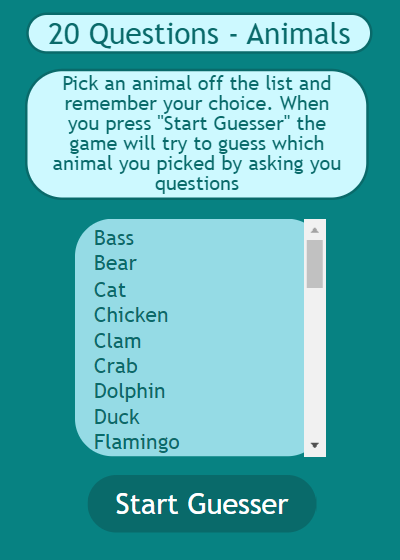 20 Questions - Animals
Pick an animal off the list and
remember your choice. When
you press "Start Guesser" the
game will try to guess which
animal you picked by asking you
questions
Bass
Bear
Cat
Chicken
Clam
Crab
Dolphin
Duck
Flamingo
Start Guesser